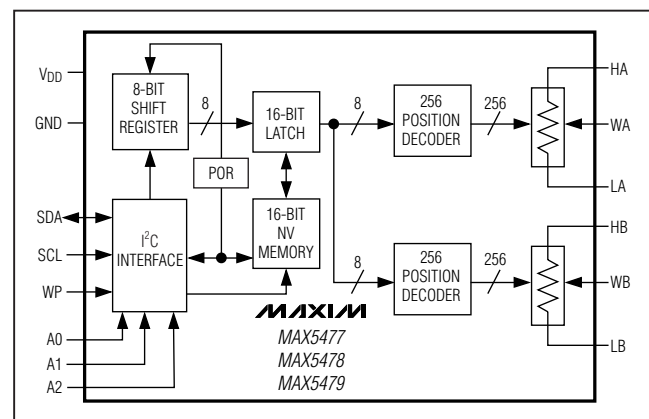 VDD
GND
SDA
SCL
WP
A0
A1
A2
8-BIT
SHIFT
REGISTER
8
16-BIT
LATCH
POR
I2C
INTERFACE
16-BIT
NV
MEMORY
8
256
POSITION
DECODER
256
8
256
POSITION
DECODER
256
HA
WA
LA
HB
WB
LB
MAXIM
MAX5477
MAX5478
MAX5479